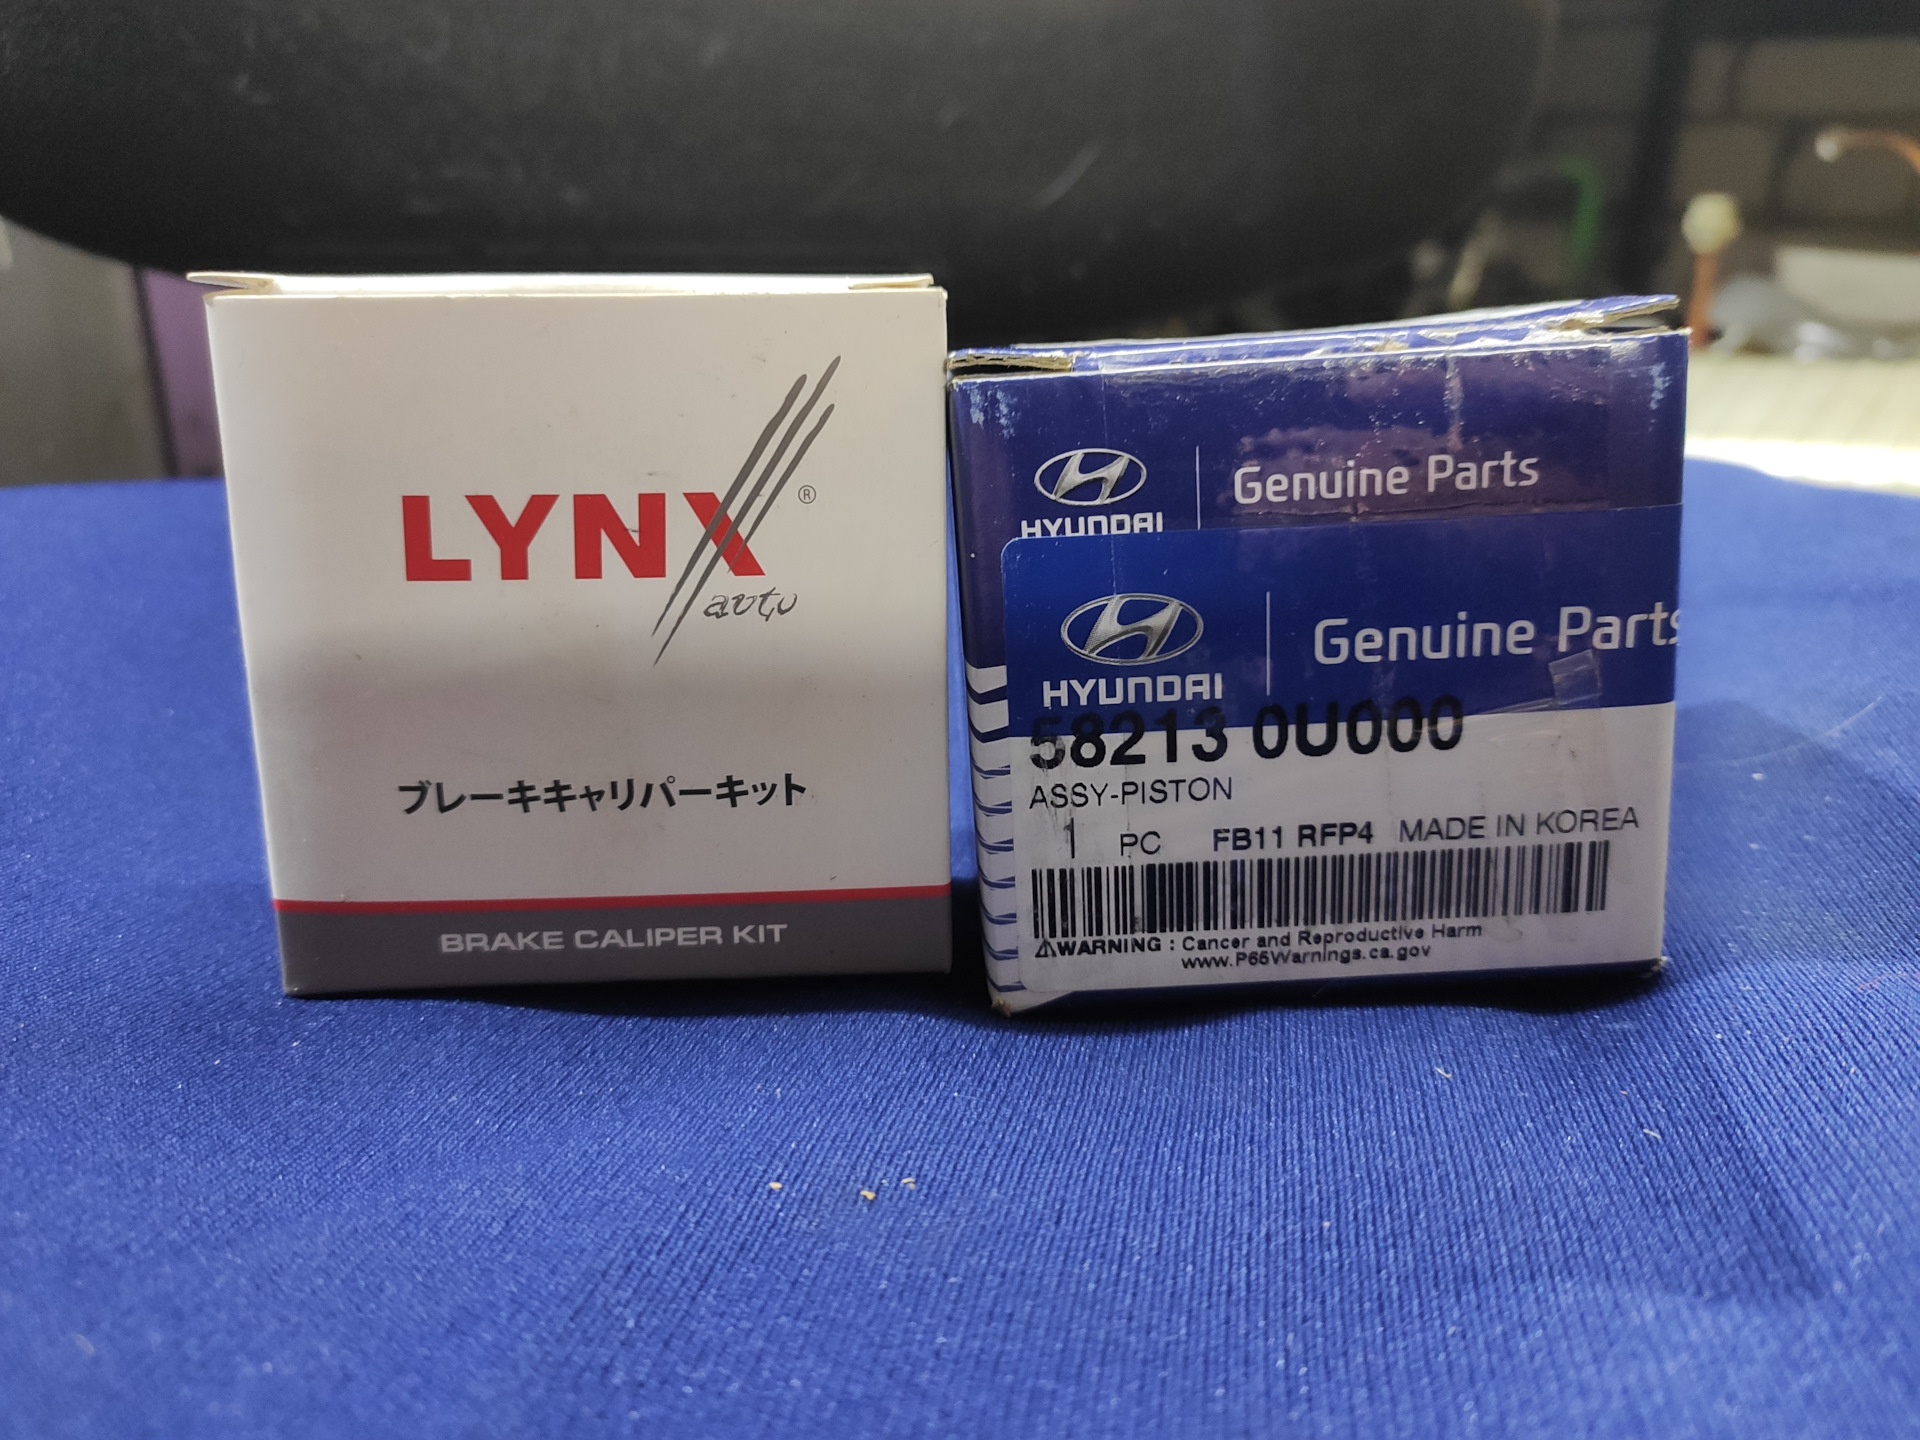 LYNX®
auto
ブレーキキャリパーキット
BRAKE CALIPER KIT
HYUNDAI
Genuine Parts
HYUNDAI
Genuine Parts
58213 0U000
ASSY-PISTON
1 PC FB11 RFP4 MADE IN KOREA
⚠WARNING : Cancer and Reproductive Harm
www.P65Warnings.ca.gov